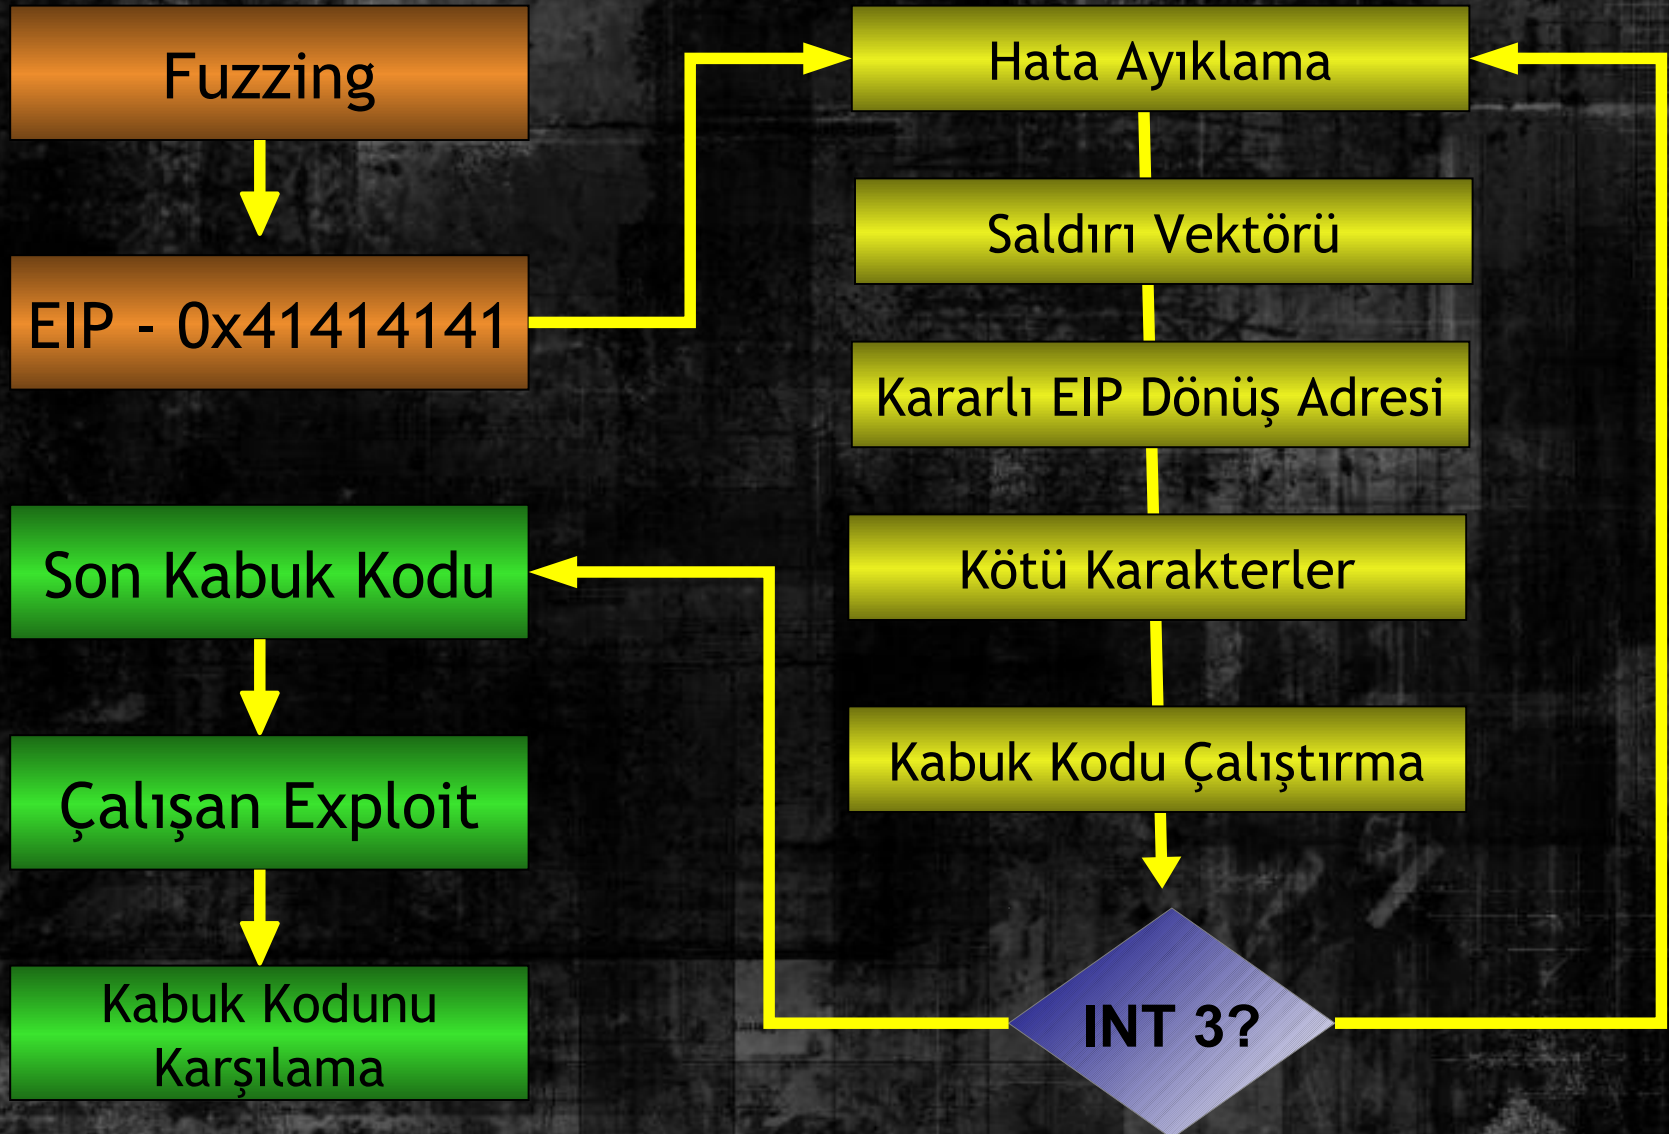 Fuzzing
EIP - 0x41414141
Hata Ayıklama
Saldırı Vektörü
Kararlı EIP Dönüş Adresi
Kötü Karakterler
Kabuk Kodu Çalıştırma
INT 3?
Son Kabuk Kodu
Çalışan Exploit
Kabuk Kodunu
Karşılama